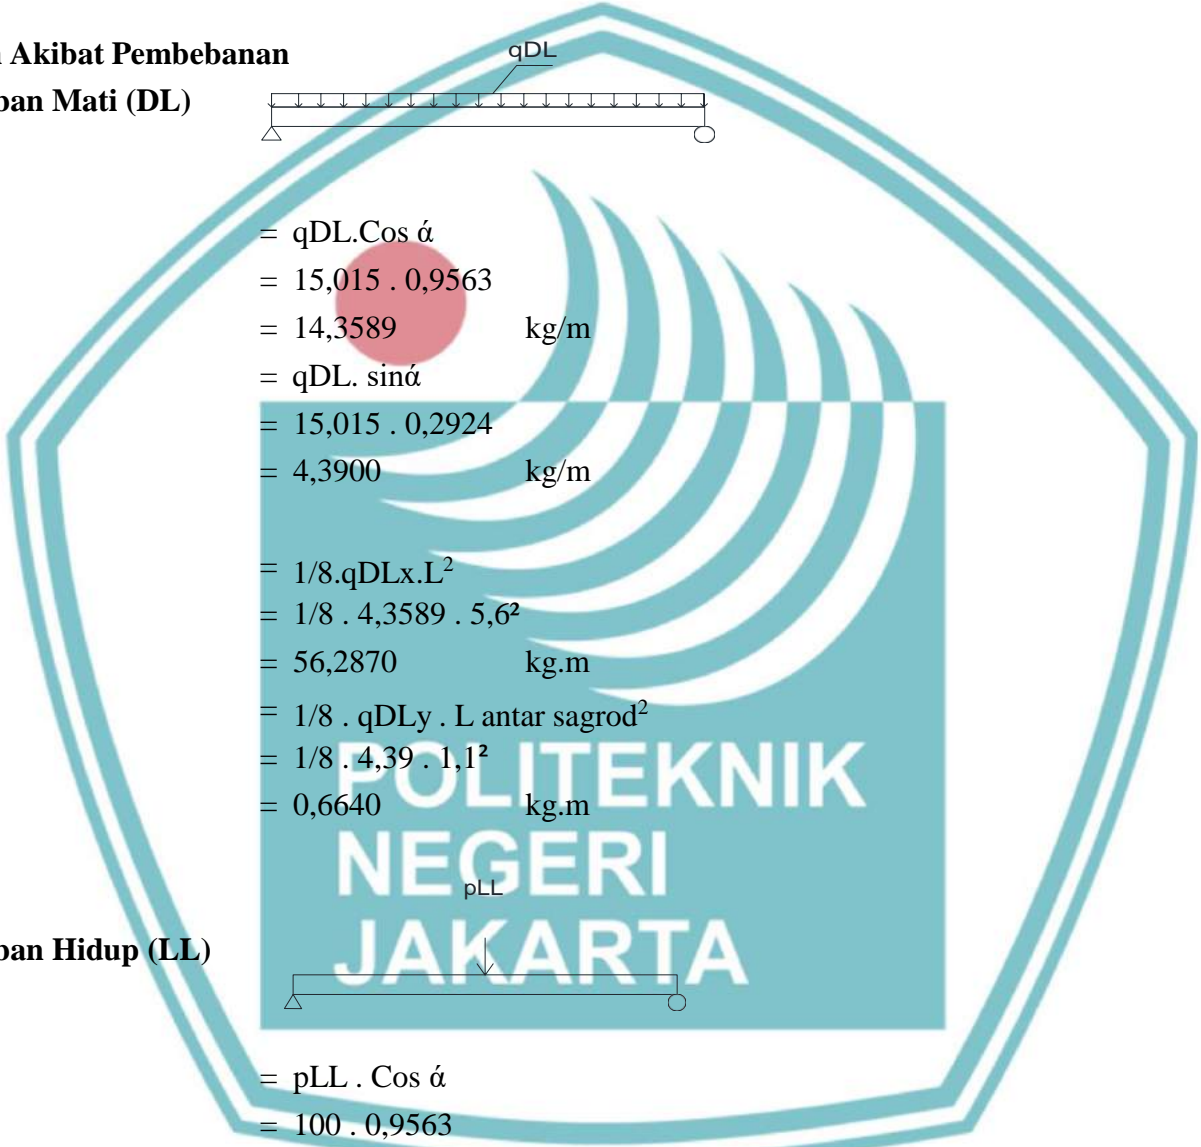 Akibat Pembebanan
qDL
ban Mati (DL)
= qDL.Cos ά
= 15,015 . 0,9563
= 14,3589 kg/m
= qDL. sinά
= 15,015 . 0,2924
= 4,3900 kg/m
= 1/8.qDLx.L²
= 1/8 . 4,3589 . 5,6²
= 56,2870 kg.m
= 1/8 . qDLy . L antar sagrod²
= 1/8 . 4,39 . 1,1²
= 0,6640 kg.m
POLITEKNIK
NEGERI
JAKARTA
pLL
ban Hidup (LL)
= pLL . Cos ά
= 100 . 0,9563